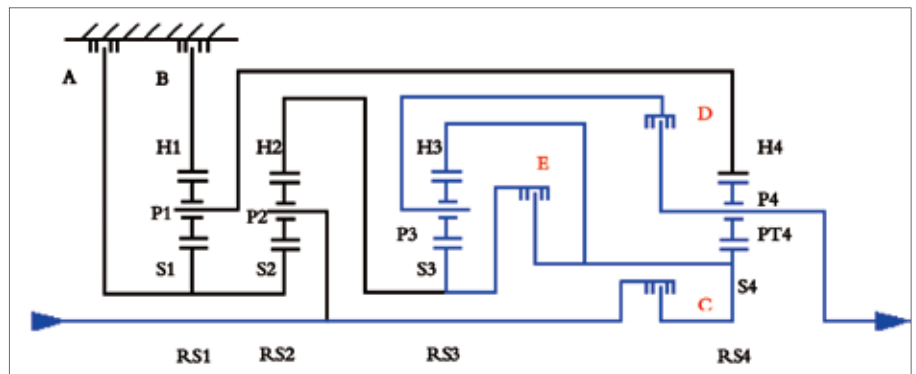 A B D
H1 H2 H3 E H4
P1 P2 P3 P4
PT4
S1 S2 S3 S4
C
RS1 RS2 RS3 RS4